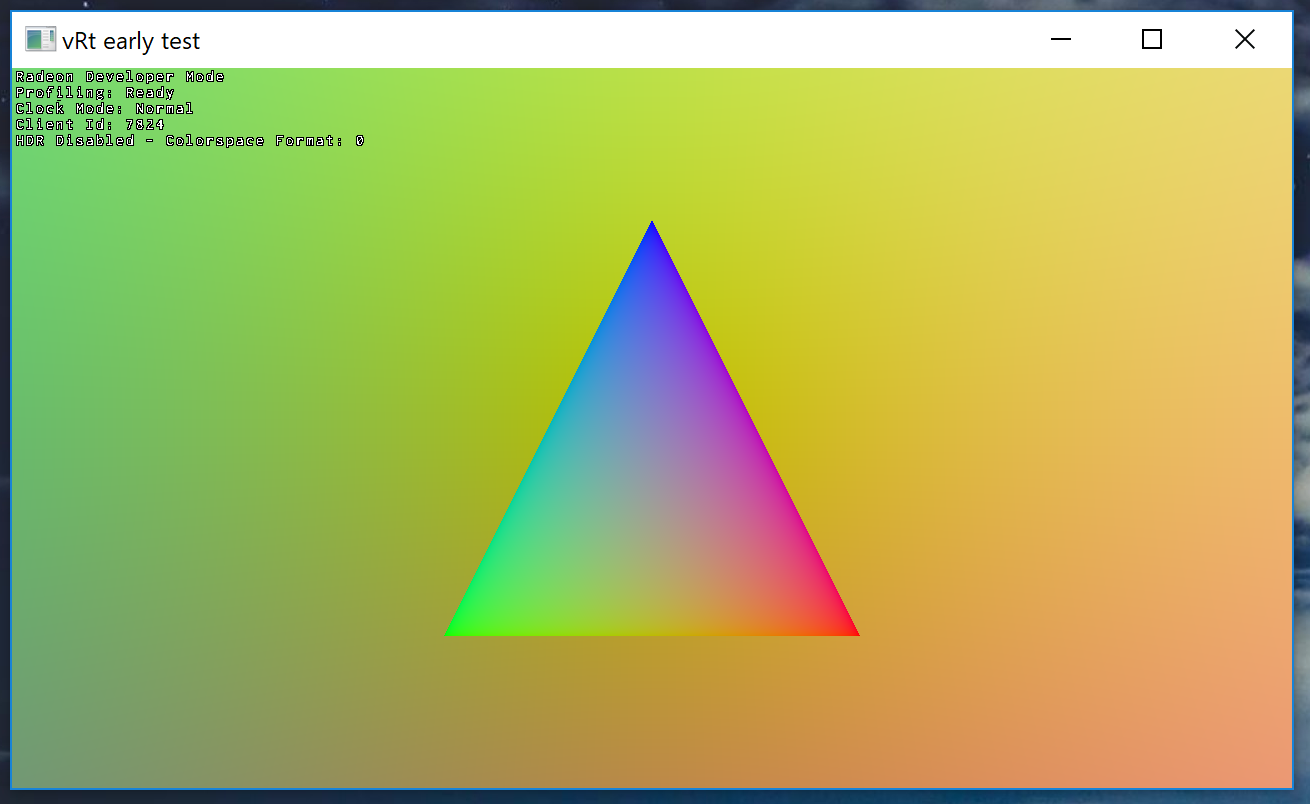 vRt early test
Radeon Developer Mode
Profiling: Ready
Clock Mode: Normal
Client Id: 7824
HDR Disabled - Colorspace Format: 0